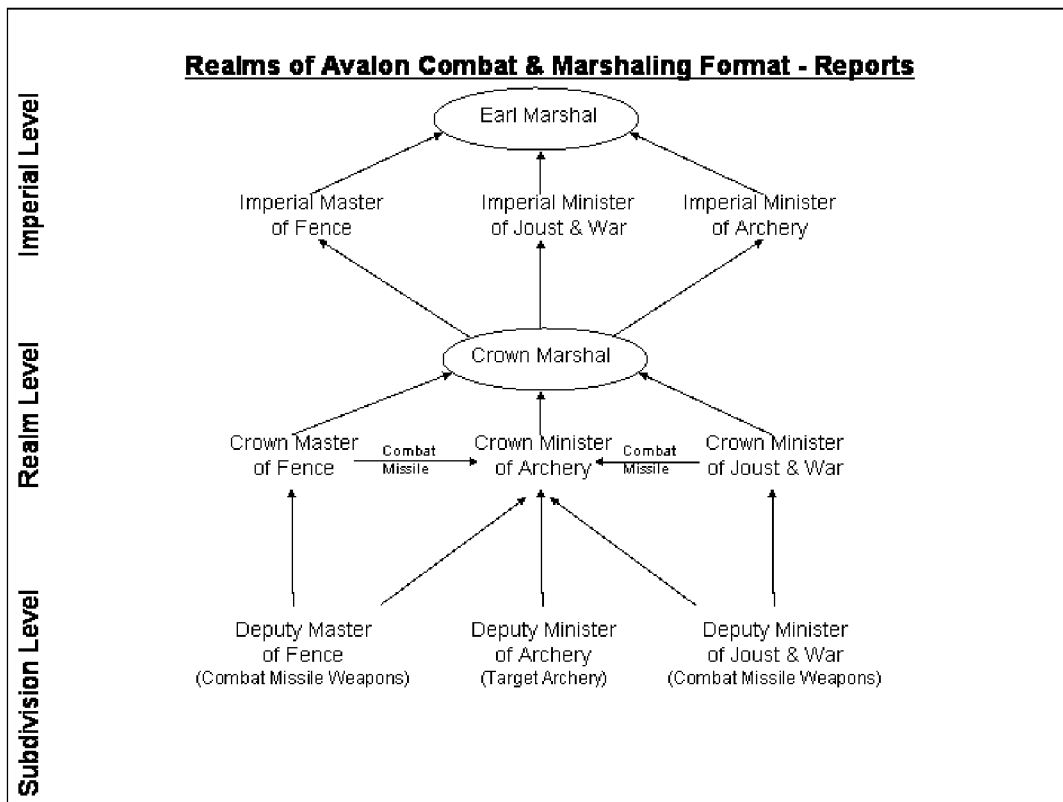 Realms of Avalon Combat & Marshaling Format - Reports
Imperial Level
Earl Marshal
Imperial Master
of Fence
Imperial Minister
of Joust & War
Imperial Minister
of Archery
Realm Level
Crown Marshal
Crown Master
of Fence
Combat
Missile
Crown Minister
of Archery
Combat
Missile
Crown Minister
of Joust & War
Subdivision Level
Deputy Master
of Fence
(Combat Missile Weapons)
Deputy Minister
of Archery
(Target Archery)
Deputy Minister
of Joust & War
(Combat Missile Weapons)